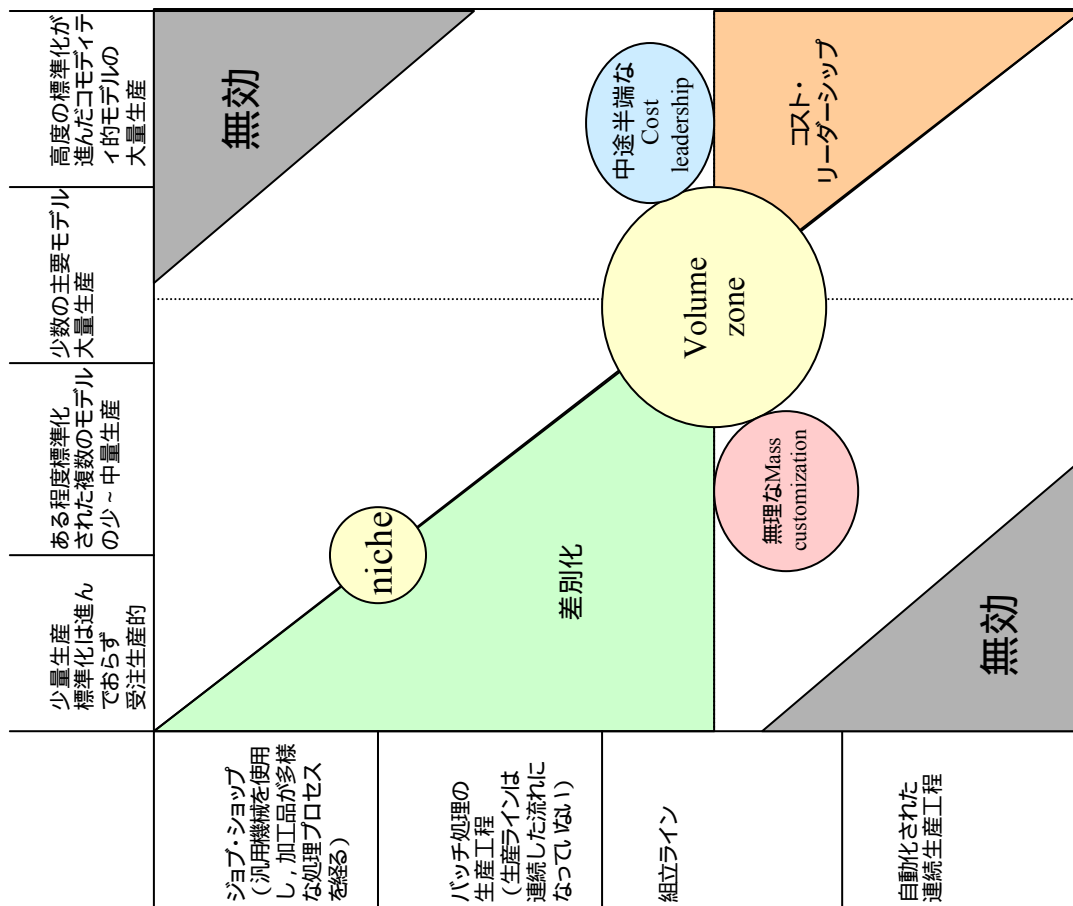 少量生産
標準化は進ん
でおらず
受注生産的
ある程度標準化
された複数のモデル
の少~中量生産
少数の主要モデル
大量生産
高度の標準化が
進んだコモディテ
ィ的モデルの
大量生産
ジョブ・ショップ
(汎用機械を使用
し,加工品が多様
な処理プロセス
を経る)
無効
niche
バッチ処理の
生産工程
(生産ラインは
連続した流れに
なっていない)
差別化
中途半端な
Cost
leadership
組立ライン
Volume
zone
無理なMass
customization
コスト・
リーダーシップ
自動化された
連続生産工程
無効